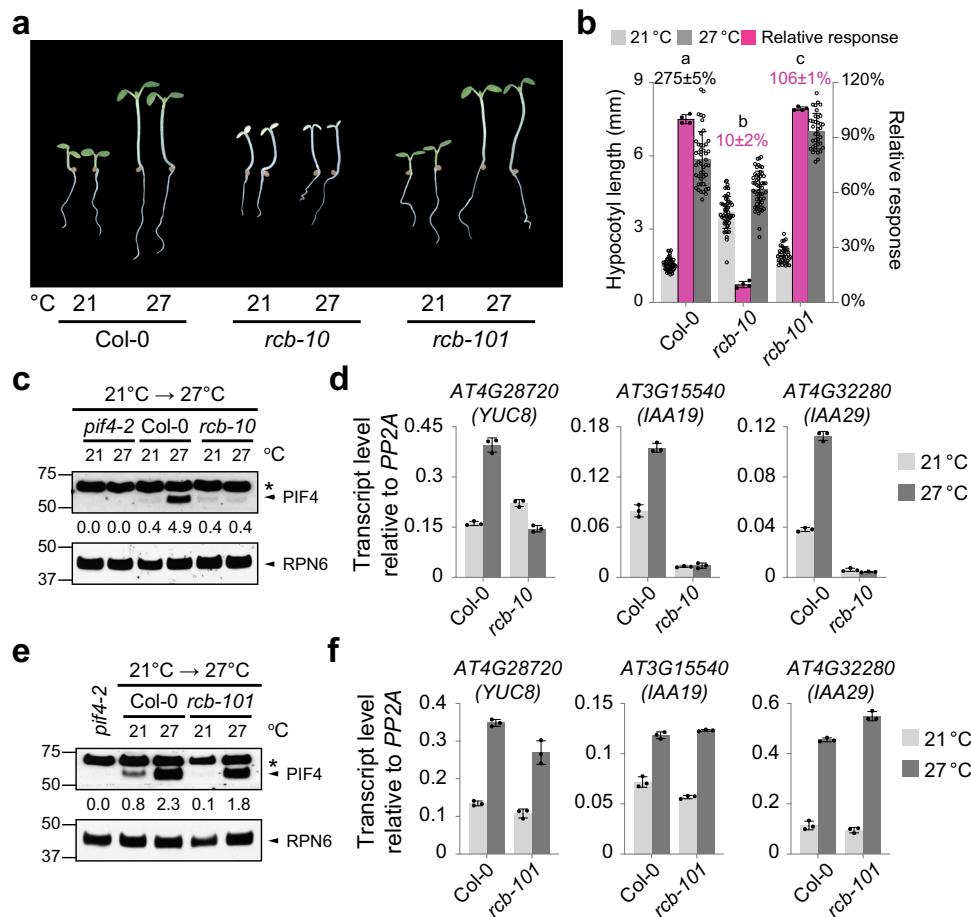 a
°C 21 27 21 27 21 27
Col-0 rcb-10 rcb-101
b
21 °C 27 °C Relative response
a b c
275±5% 10±2% 106±1%
Hypocotyl length (mm)
9
6
3
0
Relative response
120%
90%
60%
30%
0%
Col-0 rcb-10 rcb-101
c
21°C → 27°C
pif4-2 Col-0 rcb-10
21 27 21 27 21 27 °C
75
50
*
PIF4
0.0 0.0 0.4 4.9 0.4 0.4
50
37
RPN6
d
Transcript level
relative to PP2A
AT4G28720
(YUC8)
0.45
0.3
0.15
0
Col-0 rcb-10
AT3G15540
(IAA19)
0.18
0.12
0.06
0
Col-0 rcb-10
AT4G32280
(IAA29)
0.12
0.08
0.04
0
Col-0 rcb-10
21 °C
27 °C
e
21°C → 27°C
pif4-2 Col-0 rcb-101
21 27 21 27 °C
75
50
*
PIF4
0.0 0.8 2.3 0.1 1.8
50
37
RPN6
f
Transcript level
relative to PP2A
AT4G28720
(YUC8)
0.4
0.3
0.2
0.1
0
Col-0 rcb-101
AT3G15540
(IAA19)
0.15
0.1
0.05
0
Col-0 rcb-101
AT4G32280
(IAA29)
0.6
0.4
0.2
0
Col-0 rcb-101
21 °C
27 °C